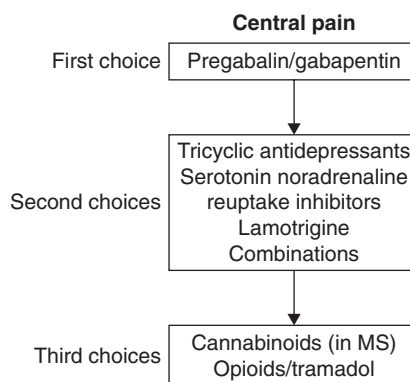 Central pain
First choice
Pregabalin/gabapentin
Second choices
Tricyclic antidepressants
Serotonin noradrenaline
reuptake inhibitors
Lamotrigine
Combinations
Third choices
Cannabinoids (in MS)
Opioids/tramadol